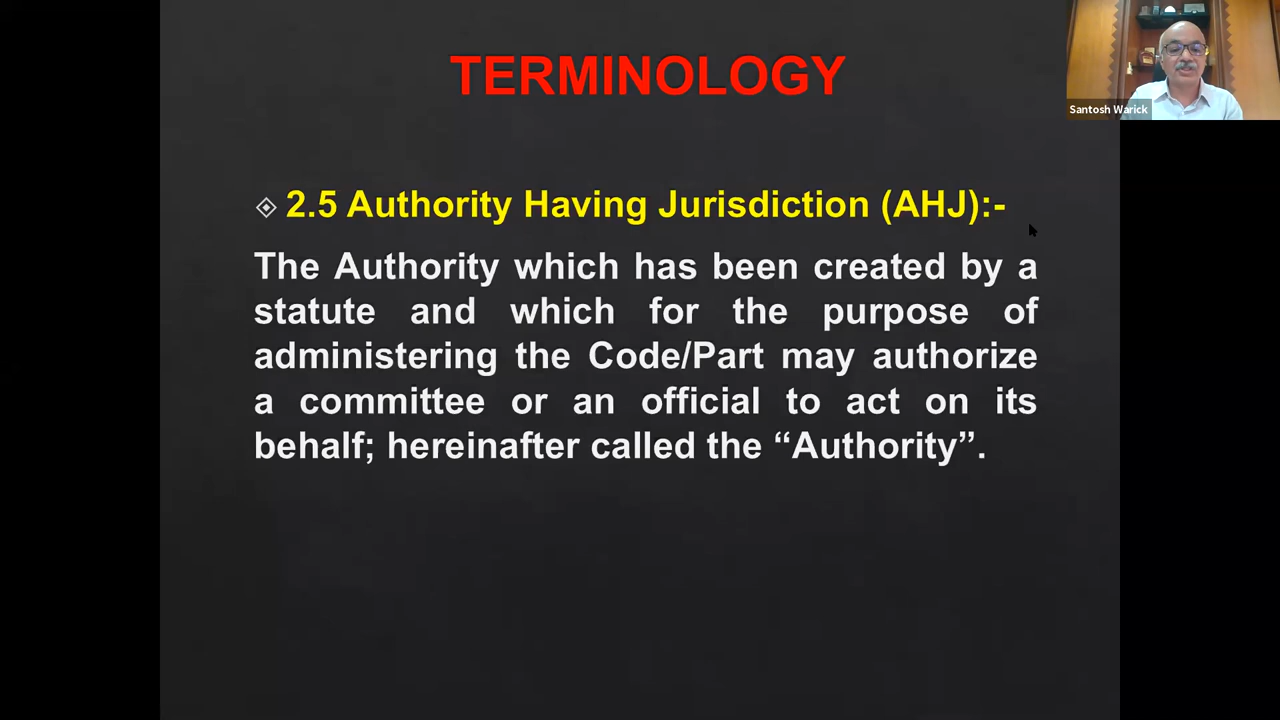 TERMINOLOGY
Santosh Warick
2.5 Authority Having Jurisdiction (AHJ):-
The Authority which has been created by a
statute and which for the purpose of
administering the Code/Part may authorize
a committee or an official to act on its
behalf; hereinafter called the “Authority”.